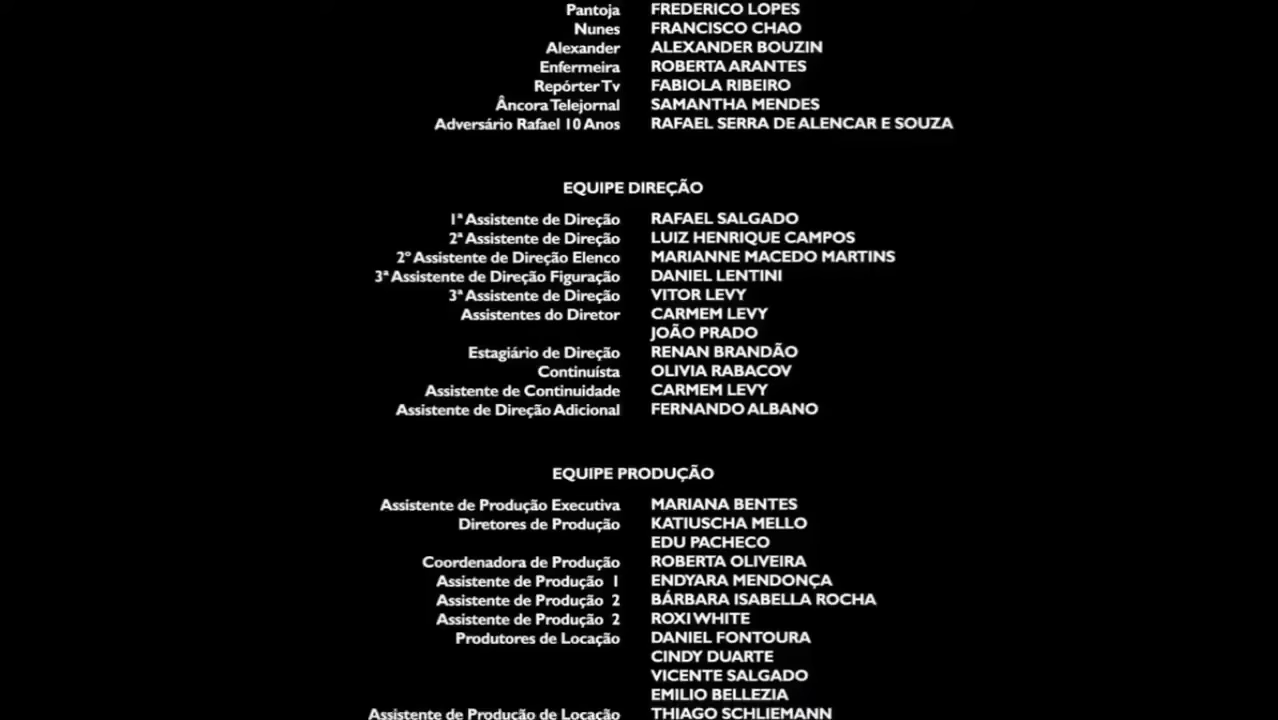 Pantoja FREDERICO LOPES
Nunes FRANCISCO CHAO
Alexander ALEXANDER BOUZIN
Enfermeira ROBERTA ARANTES
Repórter Tv FABIOLA RIBEIRO
Âncora Telejornal SAMANTHA MENDES
Adversário Rafael 10 Anos RAFAEL SERRA DE ALENCAR E SOUZA
EQUIPE DIREÇÃO
1ª Assistente de Direção RAFAEL SALGADO
2ª Assistente de Direção LUIZ HENRIQUE CAMPOS
2º Assistente de Direção Elenco MARIANNE MACEDO MARTINS
3ª Assistente de Direção Figuração DANIEL LENTINI
3ª Assistente de Direção VITOR LEVY
Assistentes do Diretor CARMEM LEVY
JOÃO PRADO
Estagiário de Direção RENAN BRANDÃO
Continuísta OLIVIA RABACOV
Assistente de Continuidade CARMEM LEVY
Assistente de Direção Adicional FERNANDO ALBANO
EQUIPE PRODUÇÃO
Assistente de Produção Executiva MARIANA BENTES
Diretores de Produção KATIUSCHA MELLO
EDU PACHECO
Coordenadora de Produção ROBERTA OLIVEIRA
Assistente de Produção 1 ENDYARA MENDONÇA
Assistente de Produção 2 BÁRBARA ISABELLA ROCHA
Assistente de Produção 2 ROXI WHITE
Produtores de Locação DANIEL FONTOURA
CINDY DUARTE
VICENTE SALGADO
EMILIO BELLEZIA
Assistente de Produção de Locação THIAGO SCHLIEMANN